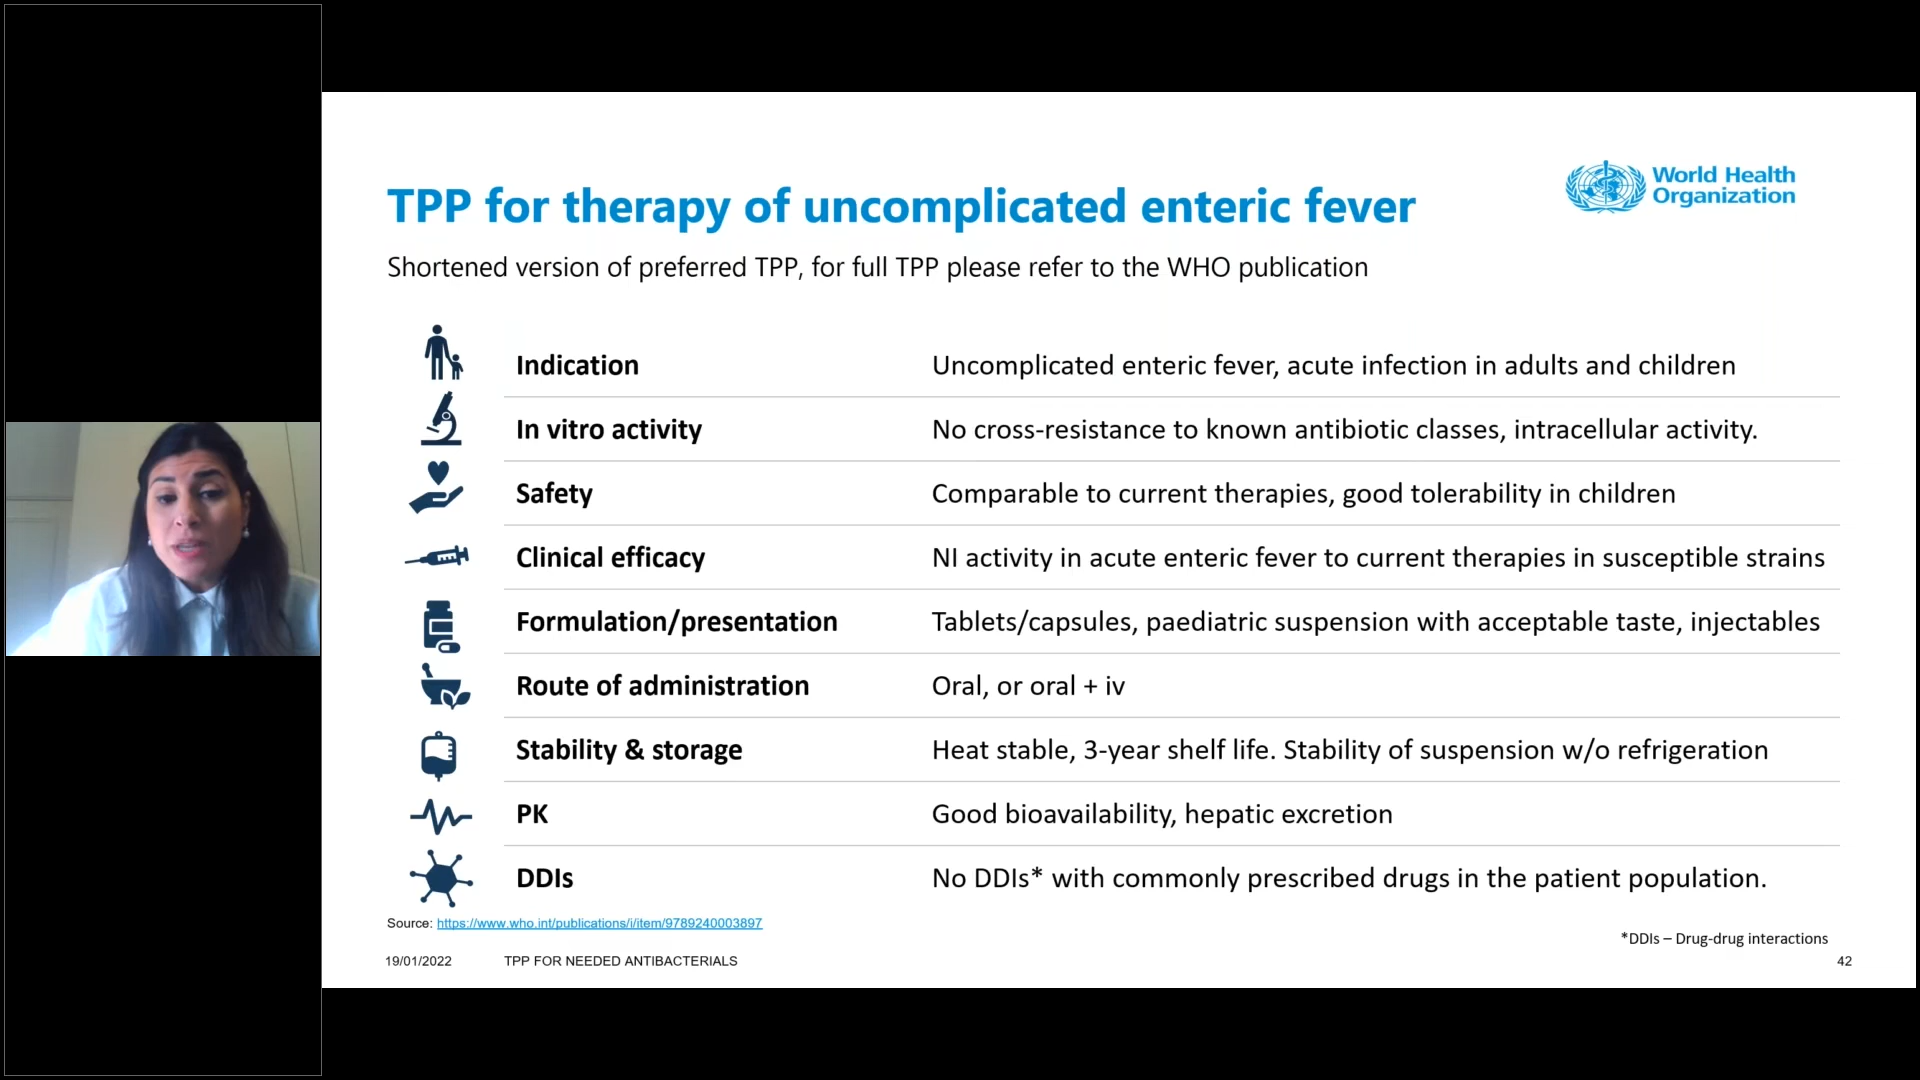 TPP for therapy of uncomplicated enteric fever
World Health
Organization
Shortened version of preferred TPP, for full TPP please refer to the WHO publication
Indication Uncomplicated enteric fever, acute infection in adults and children
In vitro activity No cross-resistance to known antibiotic classes, intracellular activity.
Safety Comparable to current therapies, good tolerability in children
Clinical efficacy NI activity in acute enteric fever to current therapies in susceptible strains
Formulation/presentation Tablets/capsules, paediatric suspension with acceptable taste, injectables
Route of administration Oral, or oral + iv
Stability & storage Heat stable, 3-year shelf life. Stability of suspension w/o refrigeration
PK Good bioavailability, hepatic excretion
DDIs No DDIs* with commonly prescribed drugs in the patient population.
Source: https://www.who.int/publications/i/item/9789240003897
*DDIs – Drug-drug interactions
19/01/2022 TPP FOR NEEDED ANTIBACTERIALS 42